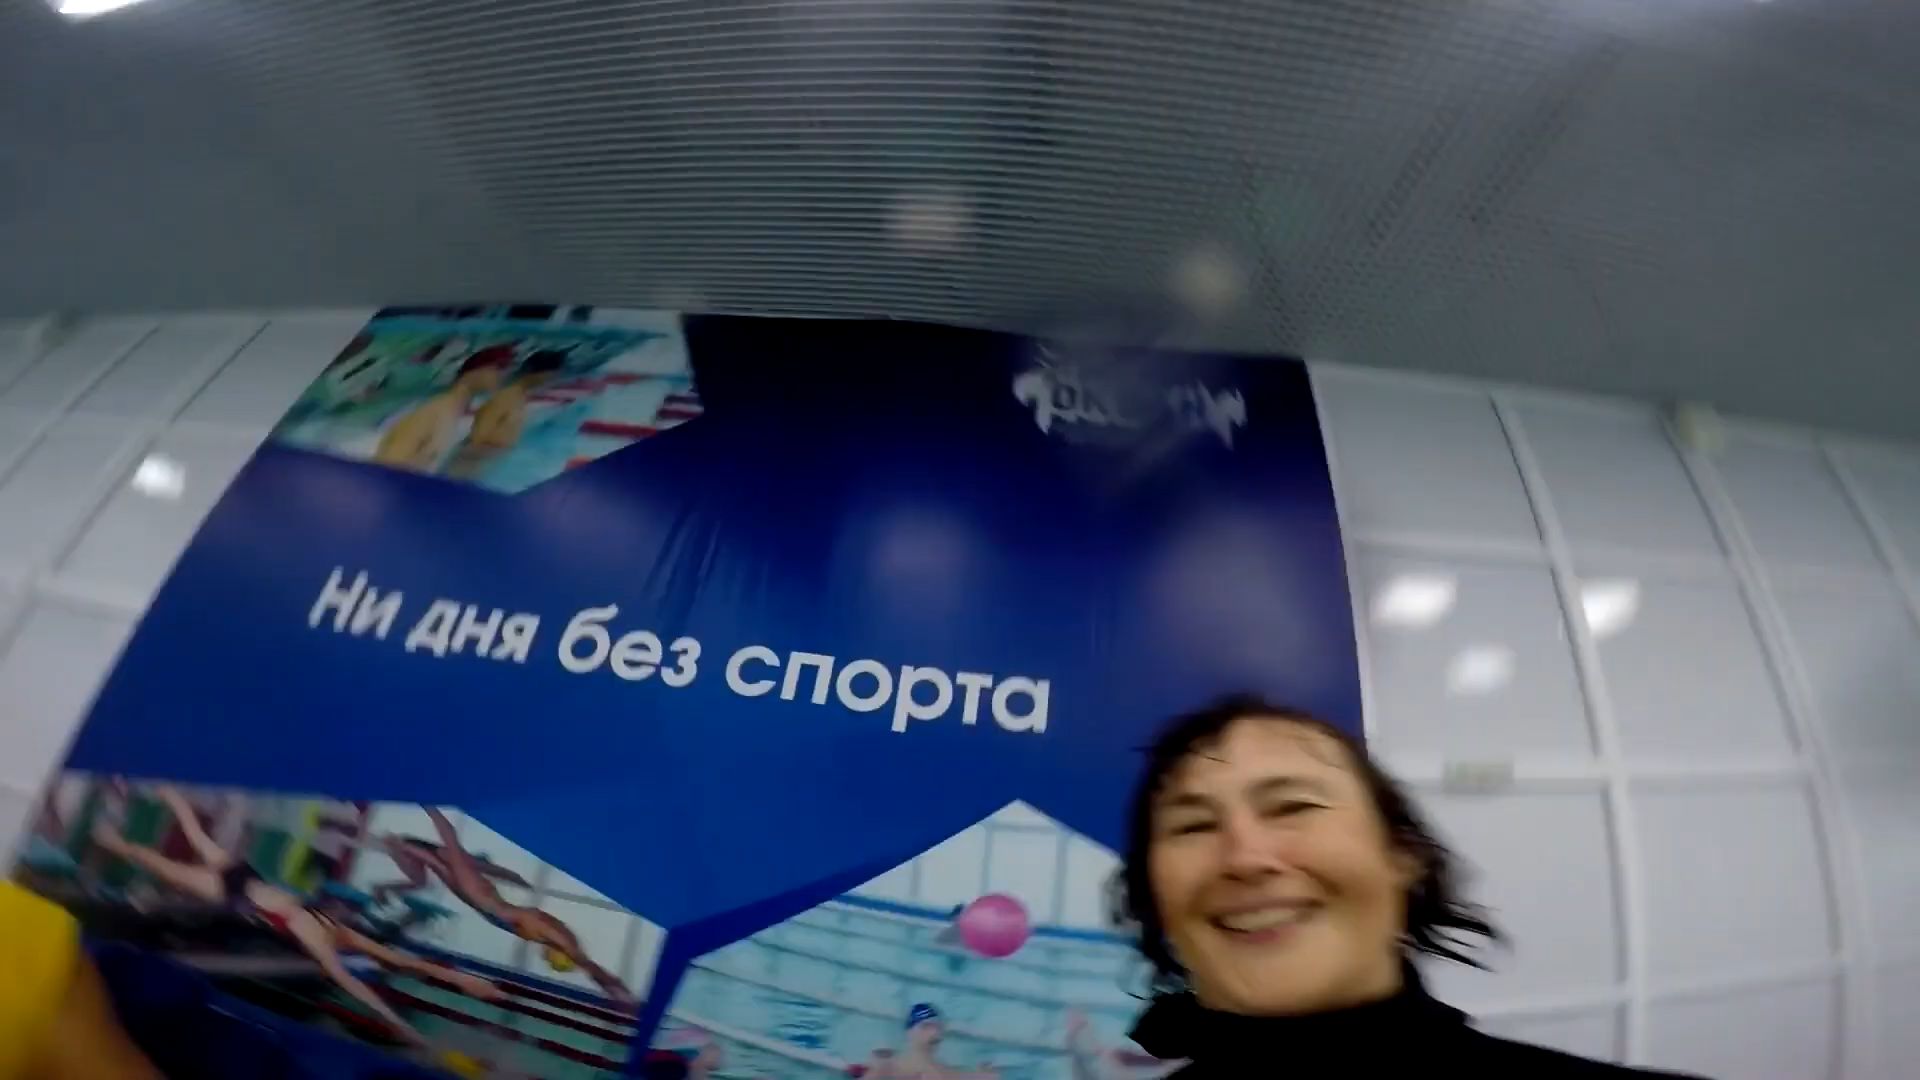 Ни дня без спорта